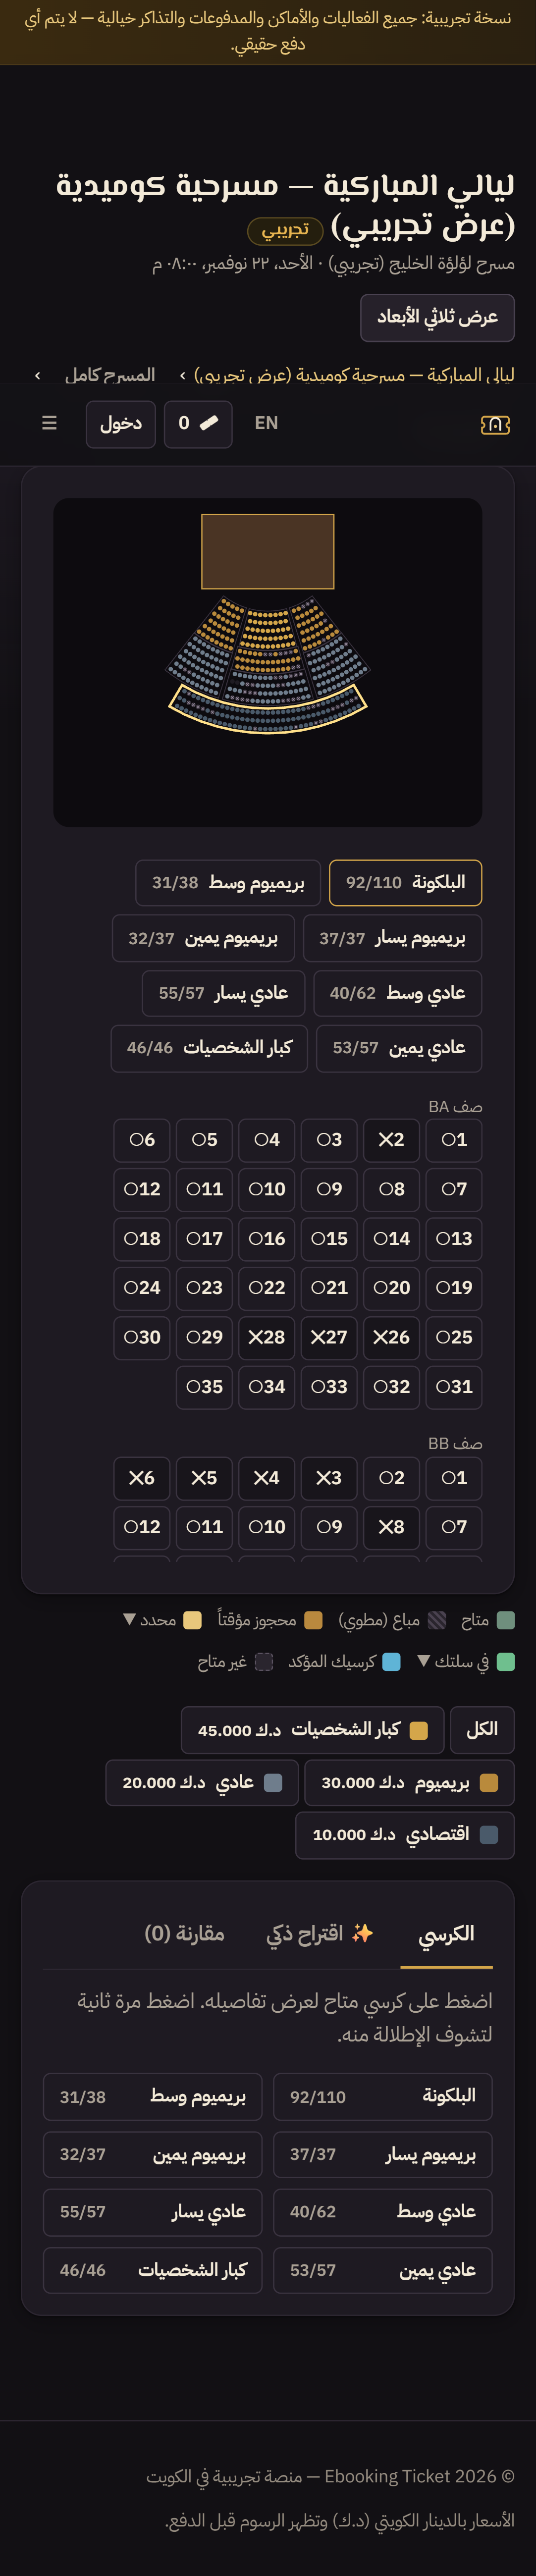 نسخة تجريبية: جميع الفعاليات والأماكن والمدفوعات والتذاكر خيالية — لا يتم أي
دفع حقيقي.
ليالي المباركية — مسرحية كوميدية
(عرض تجريبي) تجريبي
مسرح لؤلؤة الخليج (تجريبي) · الأحد، ٢٢ نوفمبر، ٠٨:٠٠ م
عرض ثلاثي الأبعاد
ليالي المباركية — مسرحية كوميدية (عرض تجريبي) › المسرح كامل ›
EN 0 دخول ☰
البلكونة 92/110 بريميوم وسط 31/38
بريميوم يسار 37/37 بريميوم يمين 32/37
عادي وسط 40/62 عادي يسار 55/57
عادي يمين 53/57 كبار الشخصيات 46/46
صف BA
○1 ✕2 ○3 ○4 ○5 ○6
○7 ○8 ○9 ○10 ○11 ○12
○13 ○14 ○15 ○16 ○17 ○18
○19 ○20 ○21 ○22 ○23 ○24
○25 ✕26 ✕27 ✕28 ○29 ○30
○31 ○32 ○33 ○34 ○35
صف BB
○1 ○2 ✕3 ✕4 ✕5 ✕6
○7 ✕8 ○9 ○10 ○11 ○12
متاح مباع (مطوي) محجوز مؤقتاً محدد ▼
في سلتك ▼ كرسيك المؤكد غير متاح
الكل كبار الشخصيات د.ك 45.000
بريميوم د.ك 30.000 عادي د.ك 20.000
اقتصادي د.ك 10.000
الكرسي ✨ اقتراح ذكي مقارنة (0)
اضغط على كرسي متاح لعرض تفاصيله. اضغط مرة ثانية
لتشوف الإطلالة منه.
البلكونة 92/110 بريميوم وسط 31/38
بريميوم يسار 37/37 بريميوم يمين 32/37
عادي وسط 40/62 عادي يسار 55/57
عادي يمين 53/57 كبار الشخصيات 46/46
© 2026 Ebooking Ticket — منصة تجريبية في الكويت
الأسعار بالدينار الكويتي (د.ك) وتظهر الرسوم قبل الدفع.